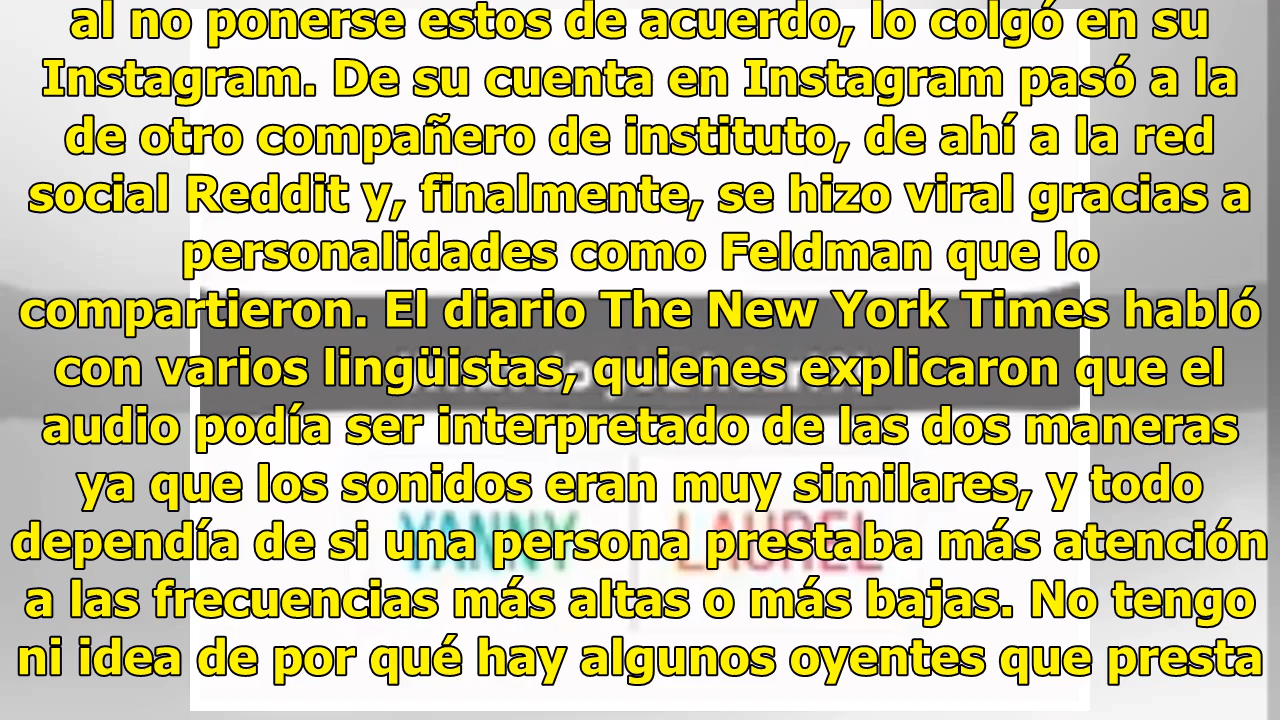 al no ponerse estos de acuerdo, lo colgó en su
Instagram. De su cuenta en Instagram pasó a la
de otro compañero de instituto, de ahí a la red
social Reddit y, finalmente, se hizo viral gracias a
personalidades como Feldman que lo
compartieron. El diario The New York Times habló
con varios lingüistas, quienes explicaron que el
audio podía ser interpretado de las dos maneras
ya que los sonidos eran muy similares, y todo
YANNY LAUREL
dependía de si una persona prestaba más atención
a las frecuencias más altas o más bajas. No tengo
ni idea de por qué hay algunos oyentes que presta